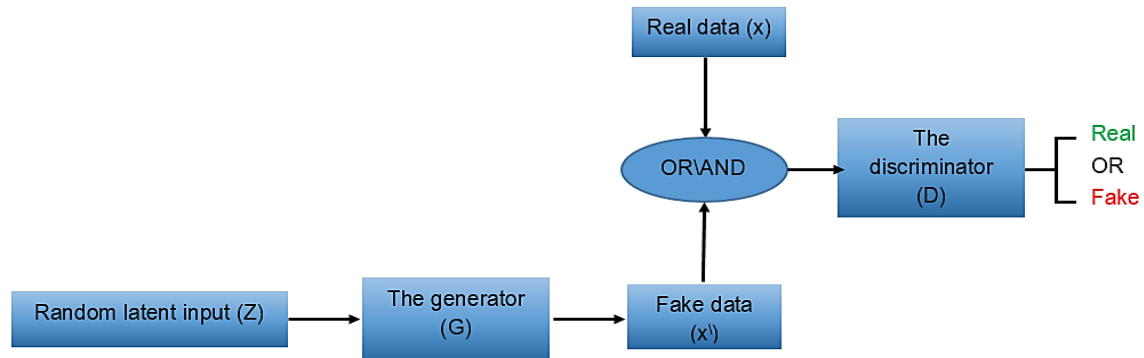 Real data (x)
OR\AND
The
discriminator
(D)
Real
OR
Fake
Random latent input (Z)
The generator
(G)
Fake data
(x\)